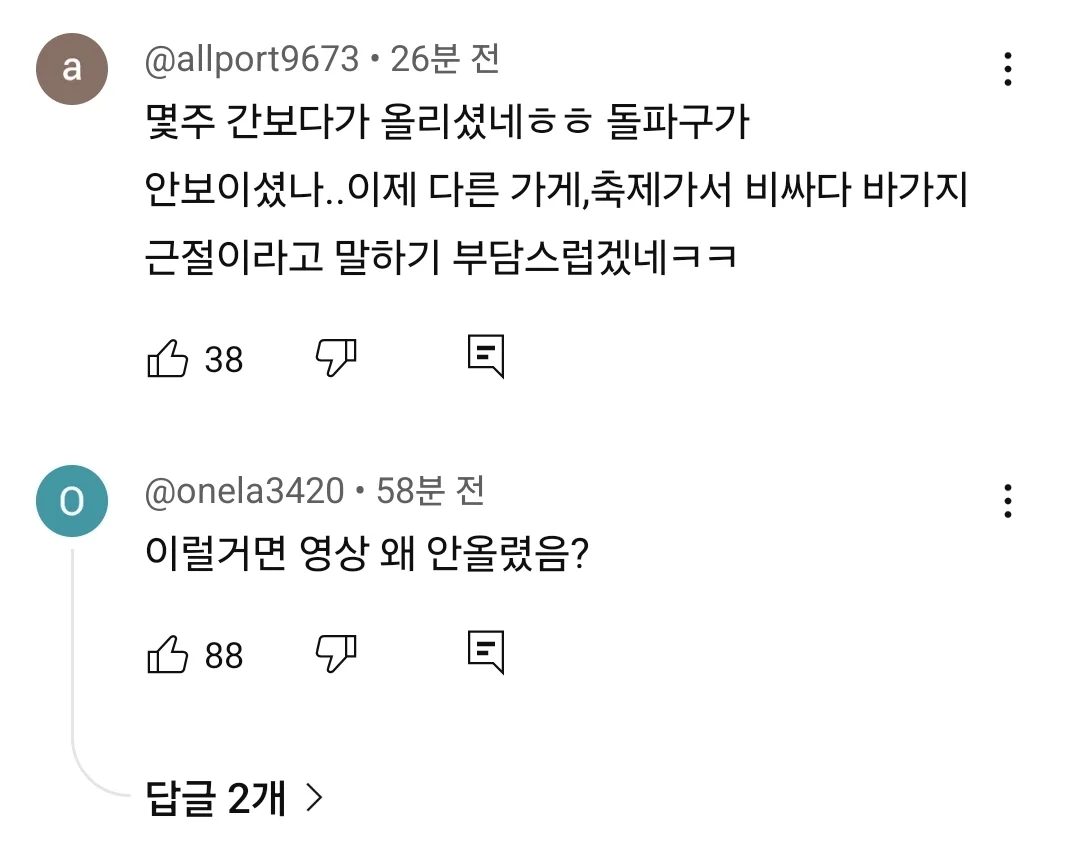 a
@allport9673 • 26분 전
몇주 간보다가 올리셨네ㅎㅎ 돌파구가
안보이셨나..이제 다른 가게,축제가서 비싸다 바가지
근절이라고 말하기 부담스럽겠네ㅋㅋ
38
O
@onela3420 • 58분 전
이럴거면 영상 왜 안올렸음?
88
답글 2개